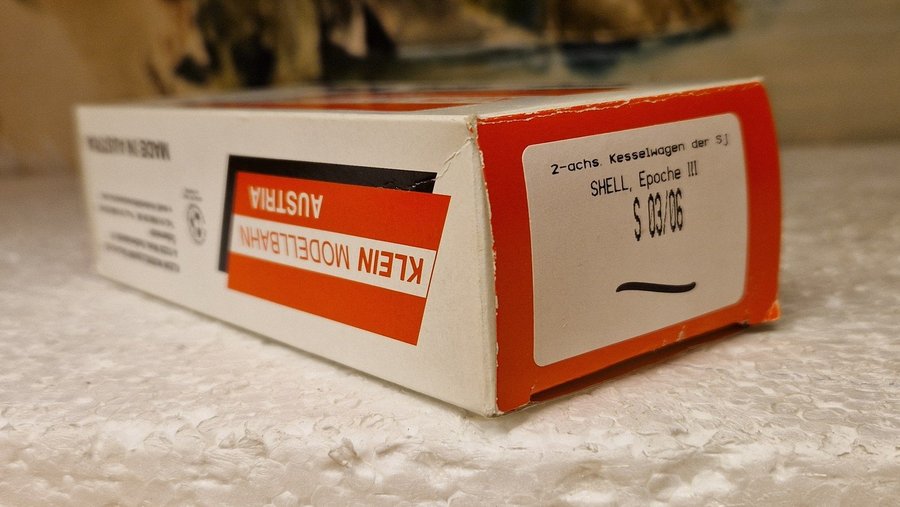 2-achs. Kesselwagen der SJ
SHELL, Epoche III
S 03/06
KLEIN MODELLBAHN
AUSTRIA
MADE IN AUSTRIA